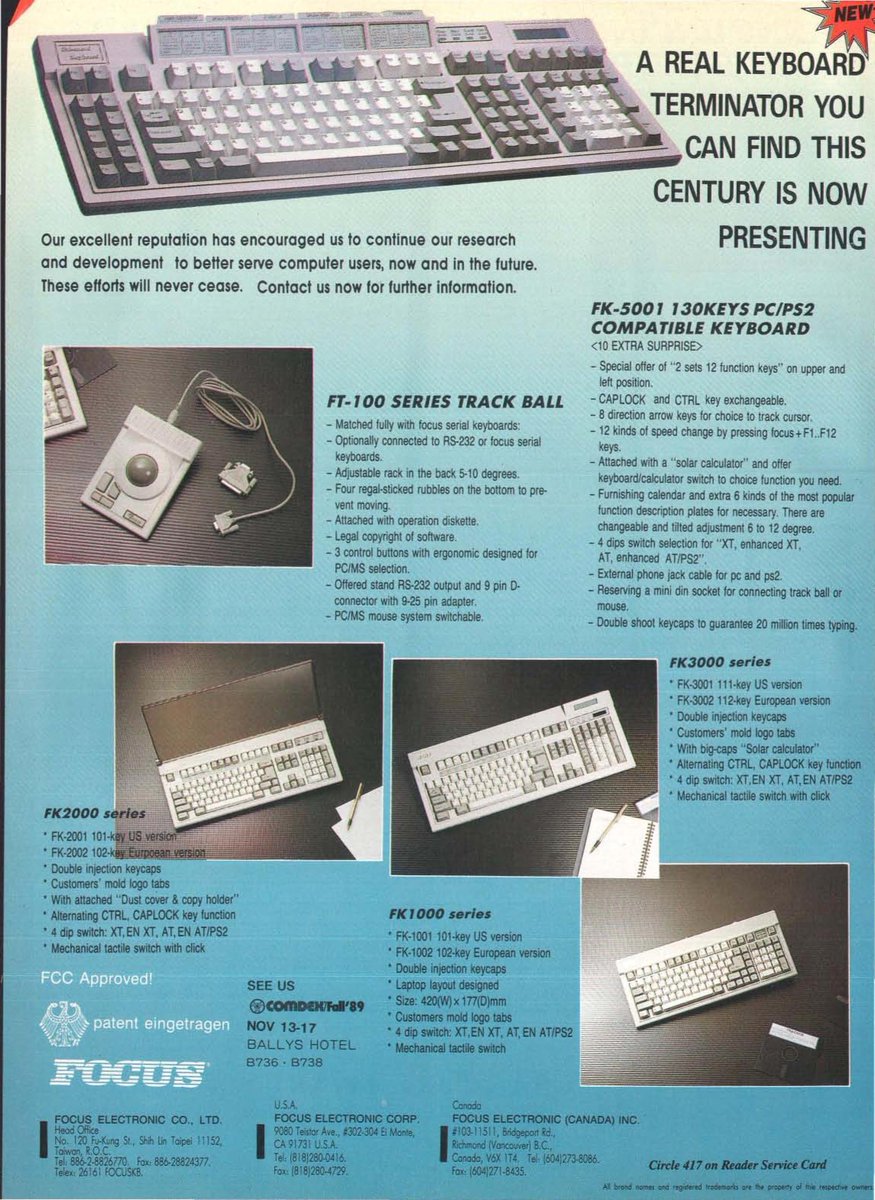 NEW
A REAL KEYBOARD
TERMINATOR YOU
CAN FIND THIS
CENTURY IS NOW
PRESENTING
Our excellent reputation has encouraged us to continue our research
and development to better serve computer users, now and in the future.
These efforts will never cease. Contact us now for further information.
FK-5001 130KEYS PC/PS2
COMPATIBLE KEYBOARD
<10 EXTRA SURPRISE>
– Special offer of "2 sets 12 function keys" on upper and
left position.
– CAPLOCK and CTRL key exchangeable.
– 8 direction arrow keys for choice to track cursor.
– 12 kinds of speed change by pressing focus+F1..F12
keys.
– Attached with a "solar calculator" and offer
keyboard/calculator switch to choice function you need.
– Furnishing calendar and extra 6 kinds of the most popular
function description plates for necessary. There are
changeable and tilted adjustment 6 to 12 degree.
– 4 dips switch selection for "XT, enhanced XT,
AT, enhanced AT/PS2".
– External phone jack cable for pc and ps2.
– Reserving a mini din socket for connecting track ball or
mouse.
– Double shoot keycaps to guarantee 20 million times typing.
FT-100 SERIES TRACK BALL
– Matched fully with focus serial keyboards:
– Optionally connected to RS-232 or focus serial
keyboards.
– Adjustable rack in the back 5-10 degrees.
– Four regal-sticked rubbles on the bottom to pre-
vent moving.
– Attached with operation diskette.
– Legal copyright of software.
– 3 control buttons with ergonomic designed for
PC/MS selection.
– Offered stand RS-232 output and 9 pin D-
connector with 9-25 pin adapter.
– PC/MS mouse system switchable.
FK3000 series
* FK-3001 111-key US version
* FK-3002 112-key European version
* Double injection keycaps
* Customers' mold logo tabs
* With big-caps "Solar calculator"
* Alternating CTRL, CAPLOCK key function
* 4 dip switch: XT,EN XT, AT,EN AT/PS2
* Mechanical tactile switch with click
FK2000 series
* FK-2001 101-key US version
* FK-2002 102-key Eurpoean version
* Double injection keycaps
* Customers' mold logo tabs
* With attached "Dust cover & copy holder"
* Alternating CTRL, CAPLOCK key function
* 4 dip switch: XT,EN XT, AT,EN AT/PS2
* Mechanical tactile switch with click
FK1000 series
* FK-1001 101-key US version
* FK-1002 102-key European version
* Double injection keycaps
* Laptop layout designed
* Size: 420(W)×177(D)mm
* Customers mold logo tabs
* 4 dip switch: XT,EN XT, AT,EN AT/PS2
* Mechanical tactile switch
FCC Approved!
patent eingetragen
FOCUS
SEE US
COMDEX/Fall'89
NOV 13-17
BALLYS HOTEL
B736 · B738
FOCUS ELECTRONIC CO., LTD.
Head Office
No. 120 Fu-Kung St., Shih Lin Taipei 11152,
Taiwan, R.O.C.
Tel: 886-2-8826770. Fax: 886-28824377.
Telex: 26161 FOCUSKB.
U.S.A.
FOCUS ELECTRONIC CORP.
9080 Telstar Ave., #302-304 El Monte,
CA 91731 U.S.A.
Tel: (818)280-0416.
Fax: (818)280-4729.
Canada
FOCUS ELECTRONIC (CANADA) INC.
#103-11511, Bridgeport Rd.,
Richmond (Vancouver) B.C.,
Canada, V6X 1T4. Tel: (604)273-8086.
Fax: (604)271-8435.
Circle 417 on Reader Service Card
All brand names and registered trademarks are the property of this respective owners